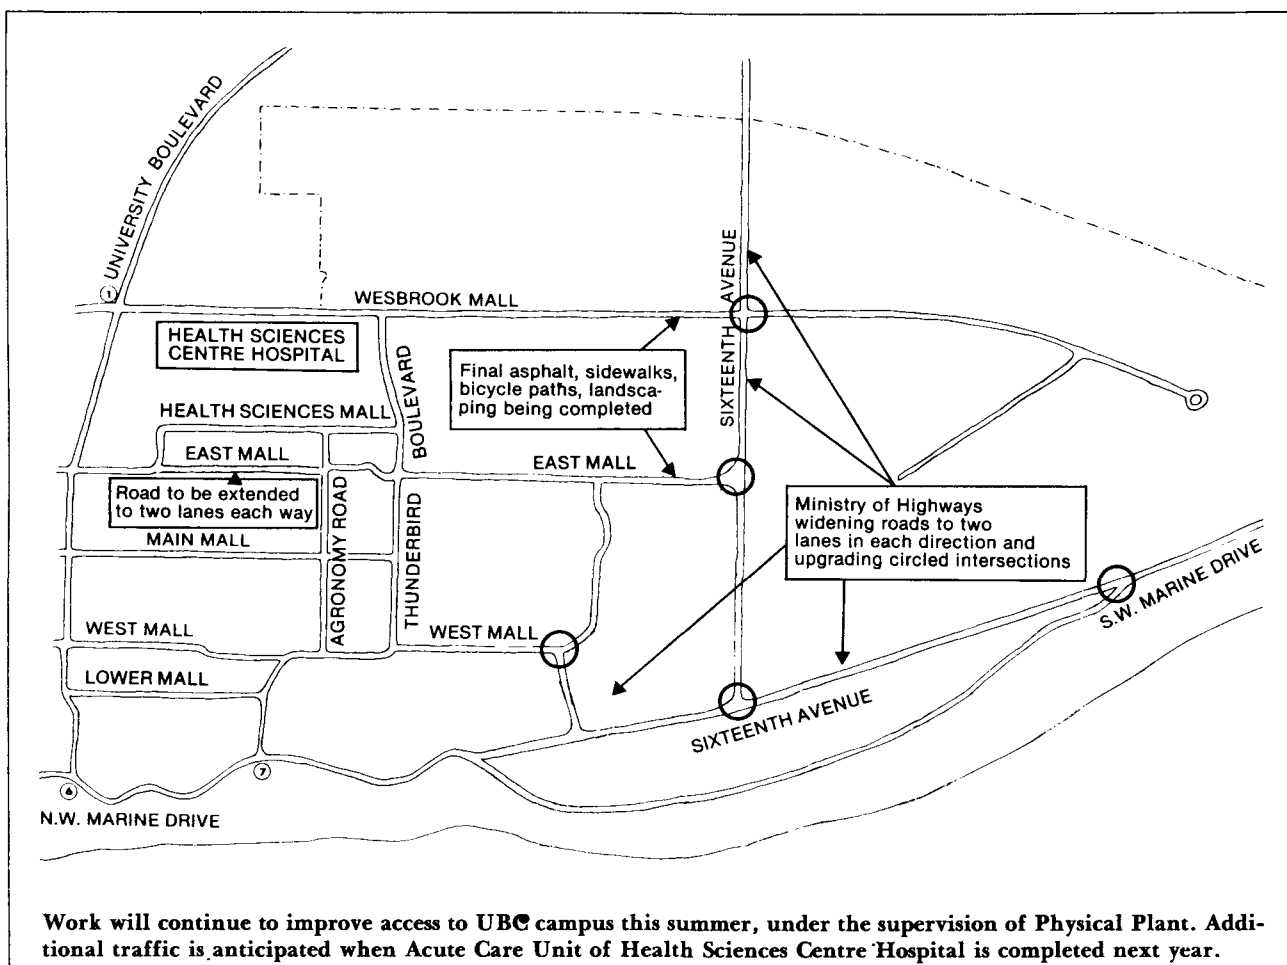 UNIVERSITY BOULEVARD
1
WESBROOK MALL
SIXTEENTH AVENUE
HEALTH SCIENCES
CENTRE HOSPITAL
BOULEVARD
Final asphalt, sidewalks,
bicycle paths, landsca-
ping being completed
HEALTH SCIENCES MALL
EAST MALL
EAST MALL
Road to be extended
to two lanes each way
AGRONOMY ROAD
THUNDERBIRD
Ministry of Highways
widening roads to two
lanes in each direction and
upgrading circled intersections
MAIN MALL
S.W. MARINE DRIVE
WEST MALL
WEST MALL
LOWER MALL
SIXTEENTH AVENUE
7
6
N.W. MARINE DRIVE
Work will continue to improve access to UBC campus this summer, under the supervision of Physical Plant. Addi-
tional traffic is anticipated when Acute Care Unit of Health Sciences Centre Hospital is completed next year.